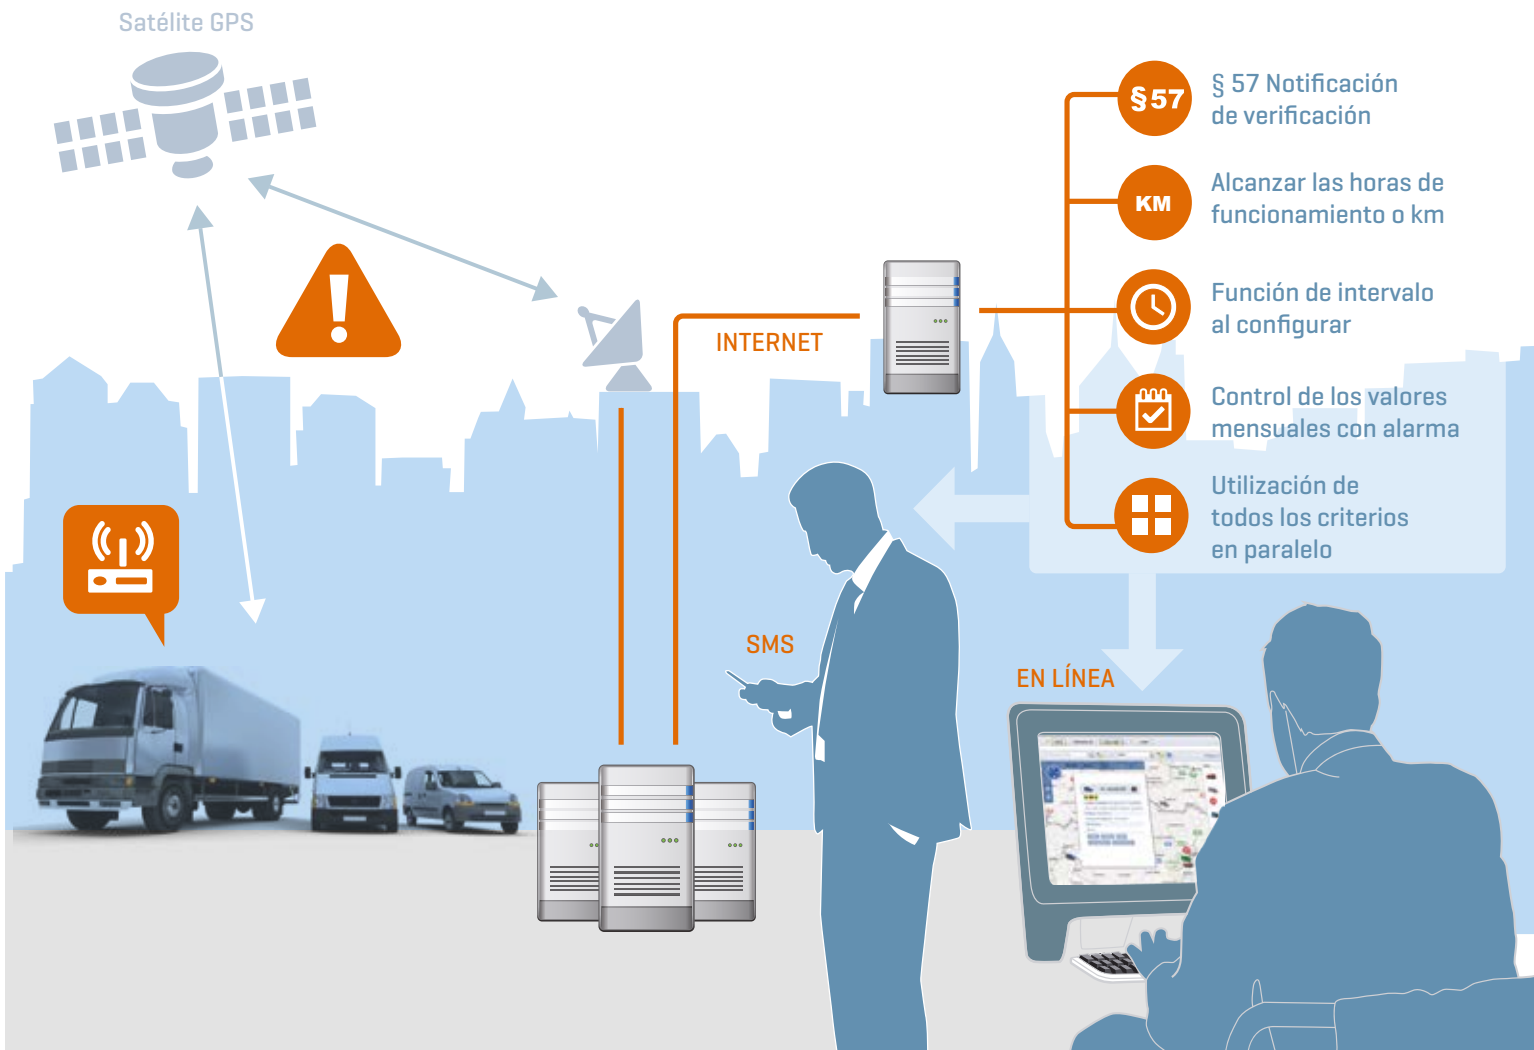 Satélite GPS
§ 57
§ 57 Notificación
de verificación
KM
Alcanzar las horas de
funcionamiento o km
Función de intervalo
al configurar
Control de los valores
mensuales con alarma
Utilización de
todos los criterios
en paralelo
INTERNET
SMS
EN LÍNEA